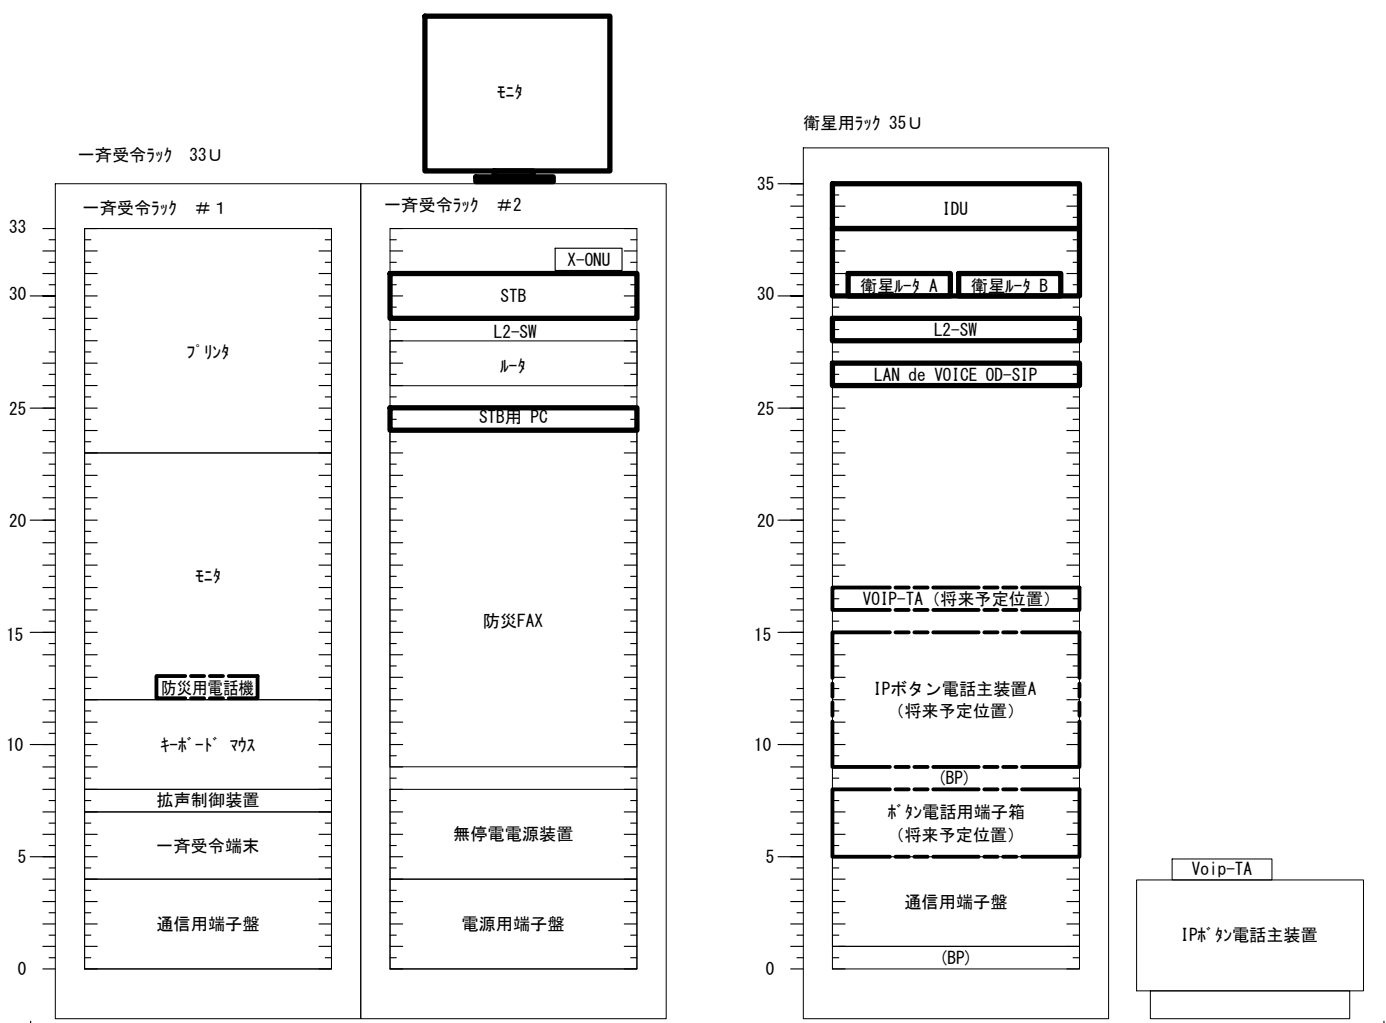 ﾓﾆﾀ
一斉受令ﾗｯｸ 33U
一斉受令ﾗｯｸ #1
一斉受令ﾗｯｸ #2
33
30
25
20
15
10
5
0
ﾌﾟﾘﾝﾀ
ﾓﾆﾀ
防災用電話機
ｷｰﾎﾞｰﾄﾞ ﾏｳｽ
拡声制御装置
一斉受令端末
通信用端子盤
X-ONU
STB
L2-SW
ﾙｰﾀ
STB用 PC
防災FAX
無停電電源装置
電源用端子盤
衛星用ﾗｯｸ 35U
35
30
25
20
15
10
5
0
IDU
衛星ﾙｰﾀ A
衛星ﾙｰﾀ B
L2-SW
LAN de VOICE OD-SIP
VOIP-TA (将来予定位置)
IPボタン電話主装置A
(将来予定位置)
(BP)
ﾎﾞﾀﾝ電話用端子箱
(将来予定位置)
通信用端子盤
(BP)
Voip-TA
IPﾎﾞﾀﾝ電話主装置